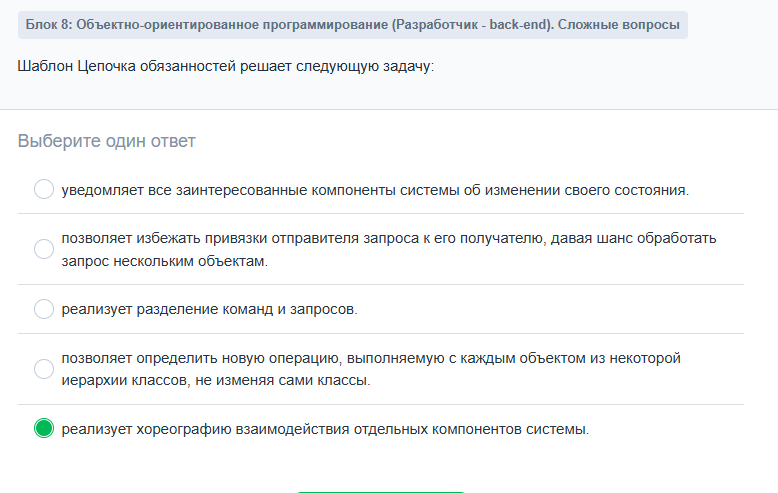 Блок 8: Объектно-ориентированное программирование (Разработчик - back-end). Сложные вопросы
Шаблон Цепочка обязанностей решает следующую задачу:
Выберите один ответ
уведомляет все заинтересованные компоненты системы об изменении своего состояния.
позволяет избежать привязки отправителя запроса к его получателю, давая шанс обработать
запрос нескольким объектам.
реализует разделение команд и запросов.
позволяет определить новую операцию, выполняемую с каждым объектом из некоторой
иерархии классов, не изменяя сами классы.
реализует хореографию взаимодействия отдельных компонентов системы.